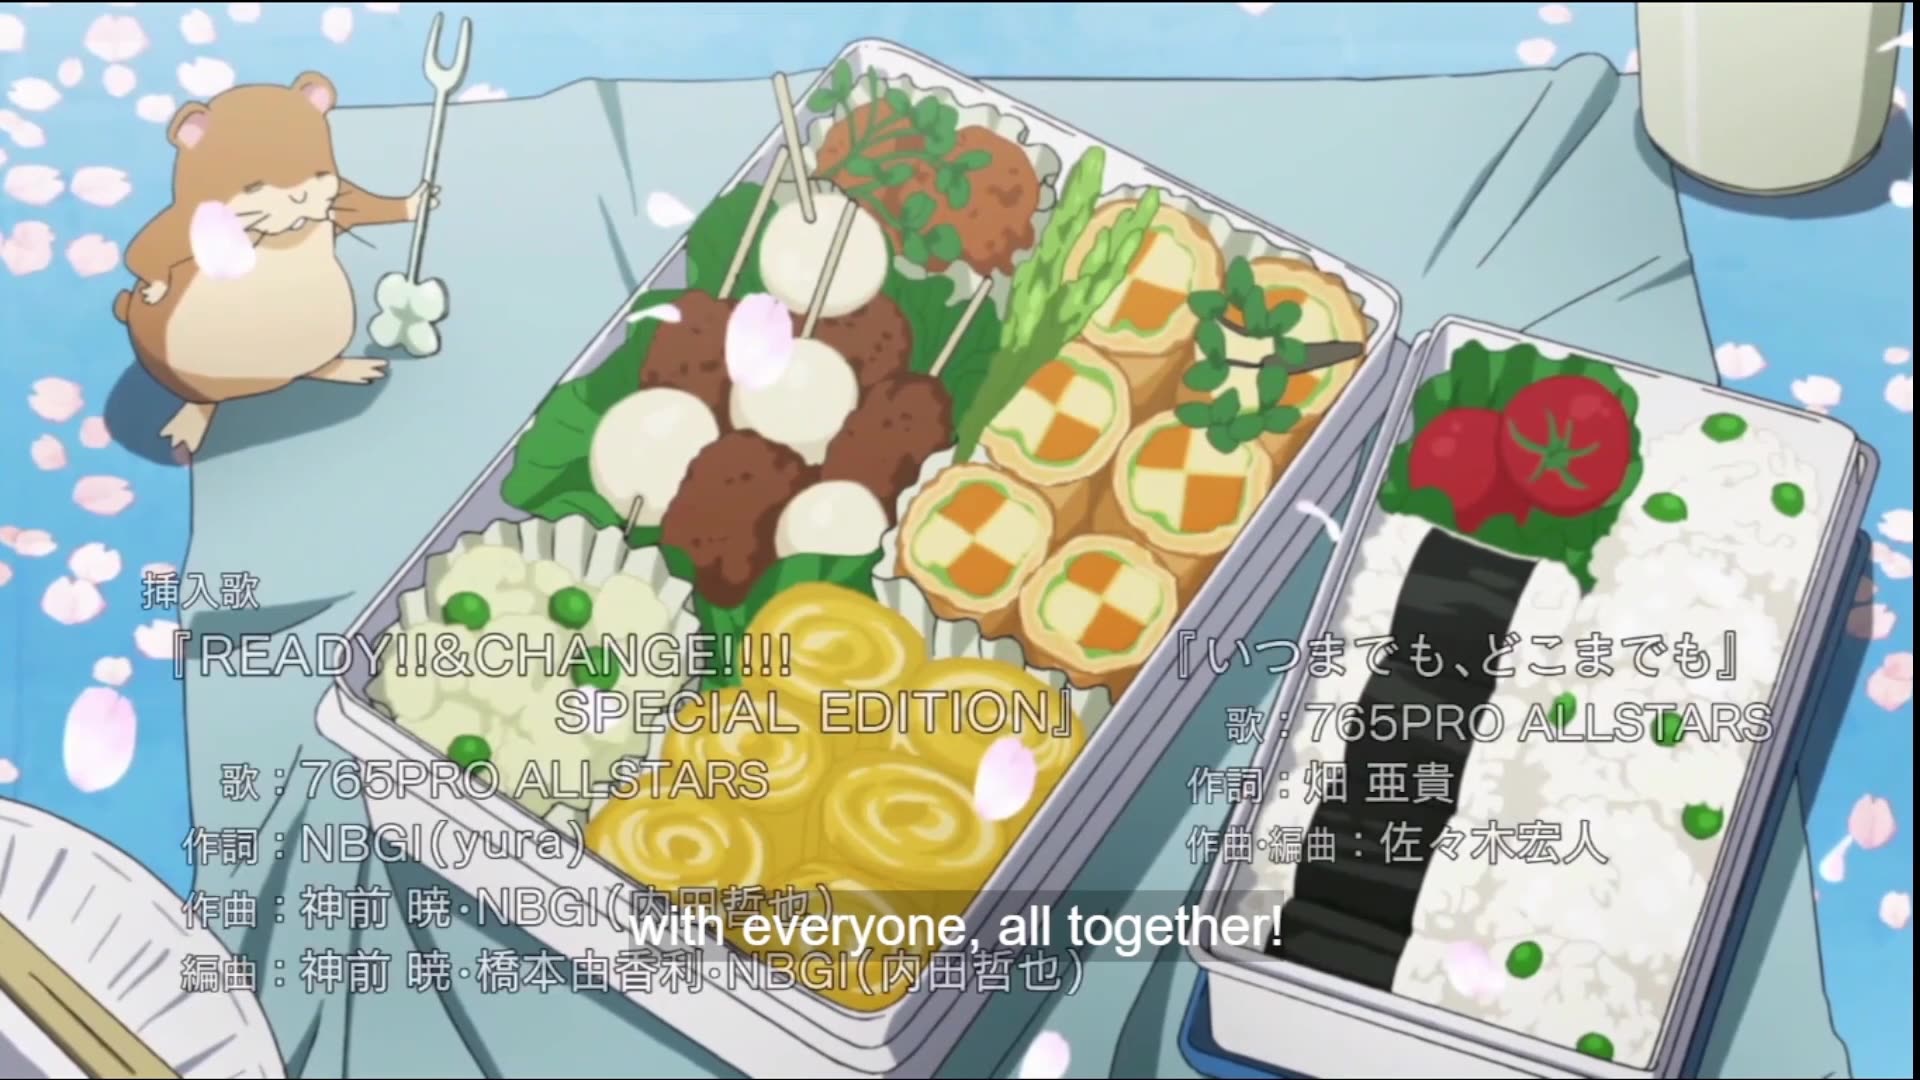 挿入歌
『READY!!&CHANGE!!!!
SPECIAL EDITION』
歌：765PRO ALLSTARS
作詞：NBGI（yura）
作曲：神前 暁・NBGI（内田哲也）
編曲：神前 暁・橋本由香利・NBGI（内田哲也）
『いつまでも、どこまでも』
歌：765PRO ALLSTARS
作詞：畑 亜貴
作曲・編曲：佐々木宏人
with everyone, all together!